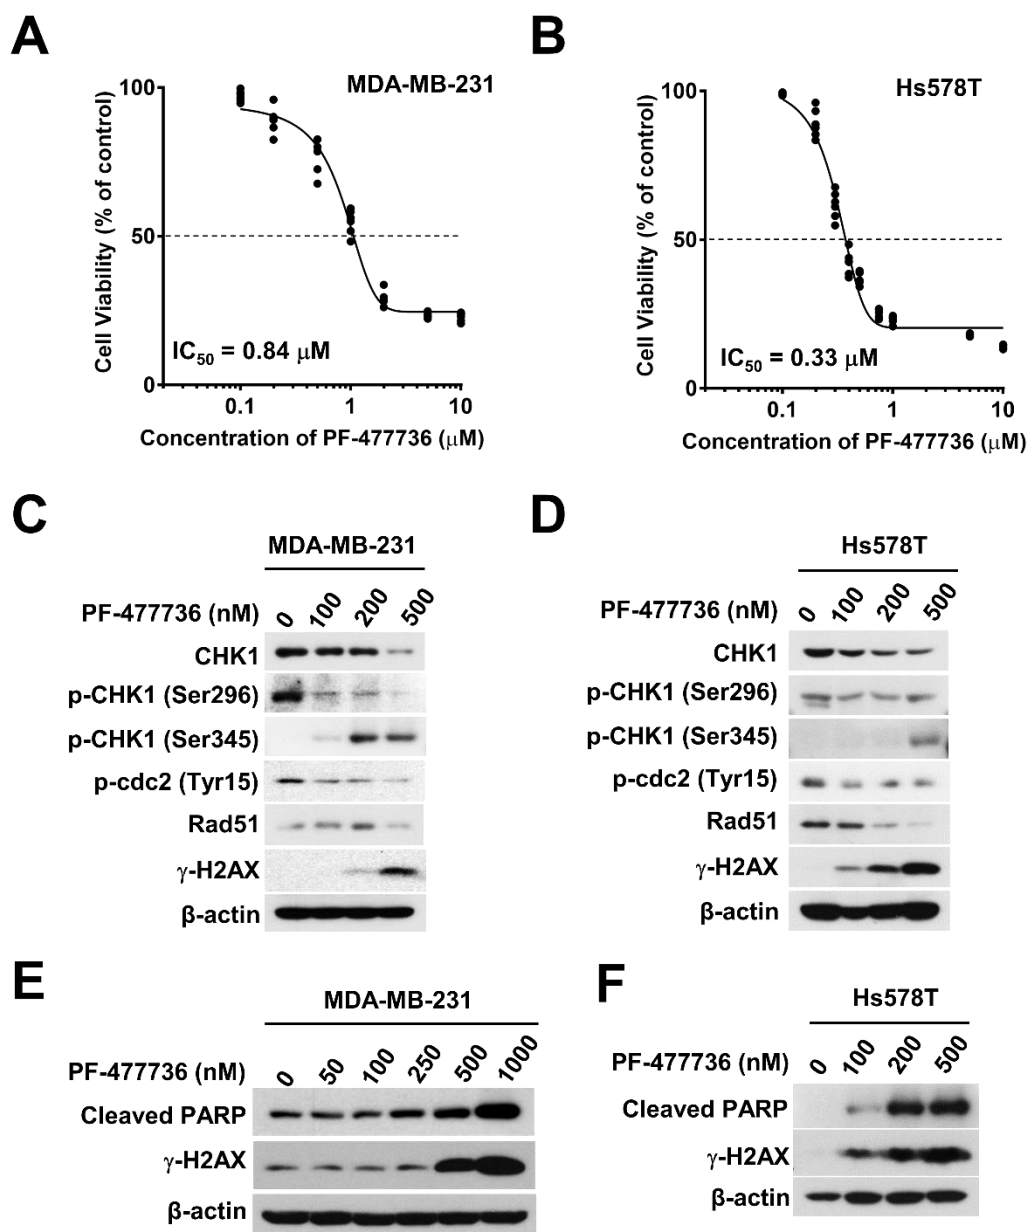 A
MDA-MB-231
Cell Viability (% of control)
100
50
0
IC50 = 0.84 μM
0.1 1 10
Concentration of PF-477736 (μM)
B
Hs578T
Cell Viability (% of control)
100
50
0
IC50 = 0.33 μM
0.1 1 10
Concentration of PF-477736 (μM)
C
MDA-MB-231
PF-477736 (nM) 0 100 200 500
CHK1
p-CHK1 (Ser296)
p-CHK1 (Ser345)
p-cdc2 (Tyr15)
Rad51
γ-H2AX
β-actin
D
Hs578T
PF-477736 (nM) 0 100 200 500
CHK1
p-CHK1 (Ser296)
p-CHK1 (Ser345)
p-cdc2 (Tyr15)
Rad51
γ-H2AX
β-actin
E
MDA-MB-231
PF-477736 (nM) 0 50 100 250 500 1000
Cleaved PARP
γ-H2AX
β-actin
F
Hs578T
PF-477736 (nM) 0 100 200 500
Cleaved PARP
γ-H2AX
β-actin